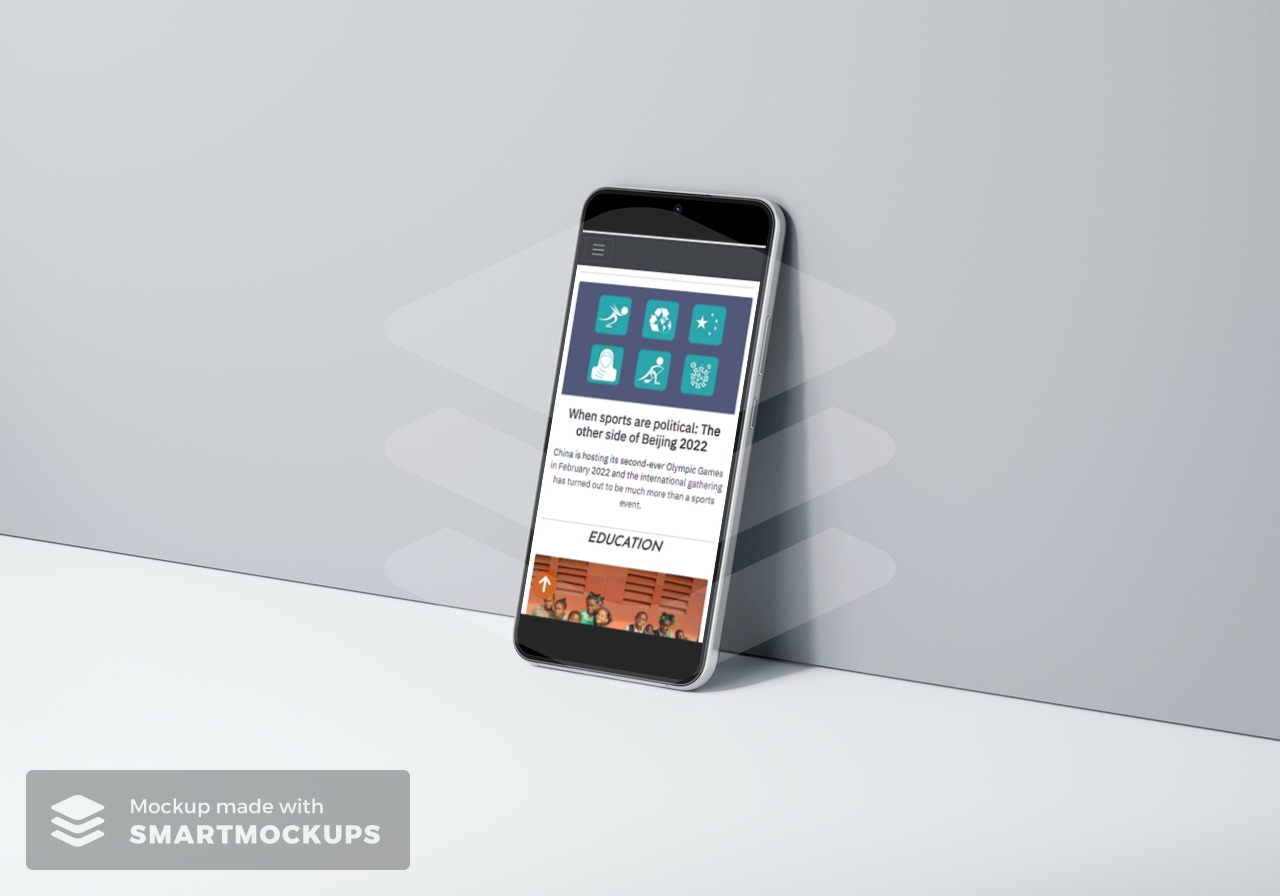 When sports are political: The
other side of Beijing 2022
China is hosting its second-ever Olympic Games
in February 2022 and the international gathering
has turned out to be much more than a sports
event.
EDUCATION
Mockup made with
SMARTMOCKUPS